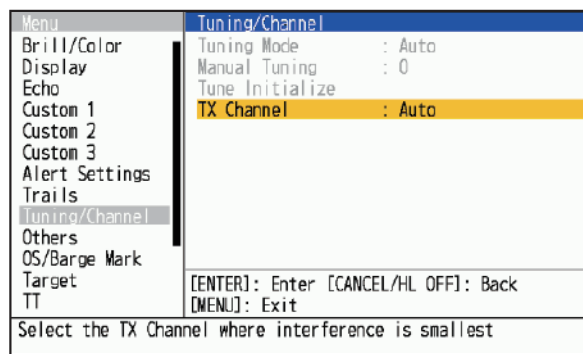 Menu
Brill/Color
Display
Echo
Custom 1
Custom 2
Custom 3
Alert Settings
Trails
Tuning/Channel
Others
OS/Barge Mark
Target
TT
Tuning/Channel
Tuning Mode : Auto
Manual Tuning : 0
Tune Initialize
TX Channel : Auto
[ENTER]: Enter [CANCEL/HL OFF]: Back
[MENU]: Exit
Select the TX Channel where interference is smallest